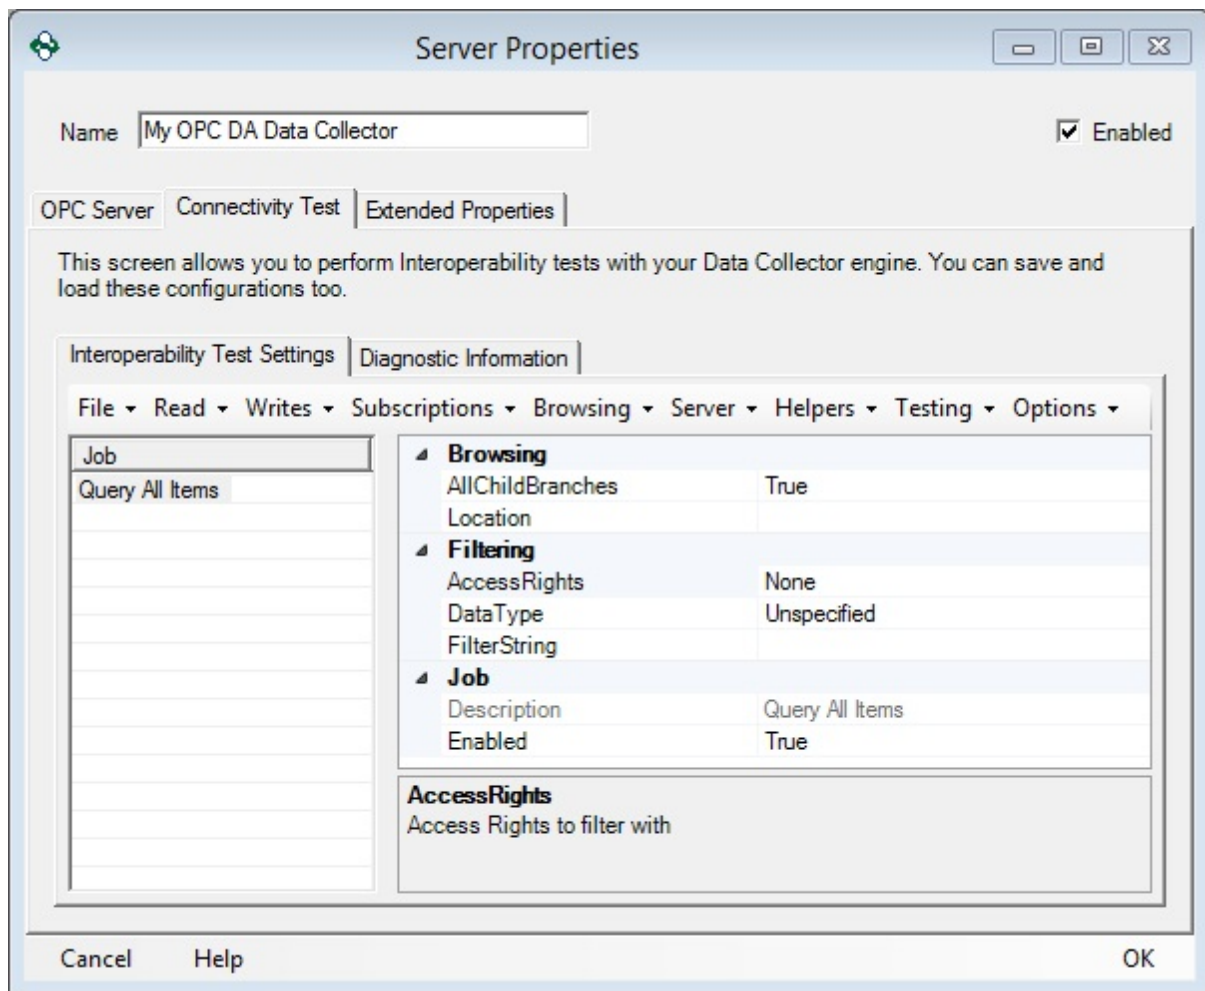 Server Properties
Name My OPC DA Data Collector Enabled
OPC Server Connectivity Test Extended Properties
This screen allows you to perform Interoperability tests with your Data Collector engine. You can save and
load these configurations too.
Interoperability Test Settings Diagnostic Information
File Read Writes Subscriptions Browsing Server Helpers Testing Options
Job
Query All Items
Browsing
AllChildBranches True
Location
Filtering
AccessRights None
DataType Unspecified
FilterString
Job
Description Query All Items
Enabled True
AccessRights
Access Rights to filter with
Cancel Help OK